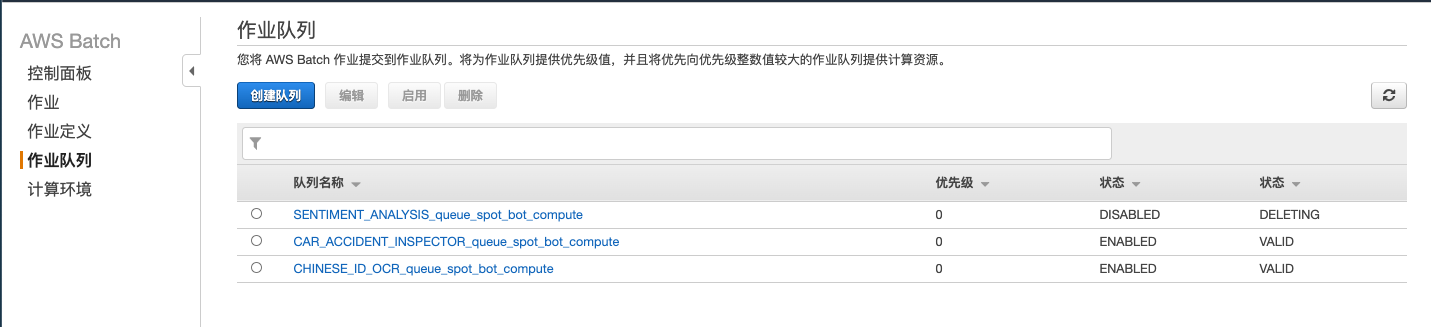 AWS Batch
控制面板
作业
作业定义
作业队列
计算环境
作业队列
您将 AWS Batch 作业提交到作业队列。将为作业队列提供优先级值，并且将优先向优先级整数值较大的作业队列提供计算资源。
创建队列 编辑 启用 删除
队列名称 优先级 状态 状态
SENTIMENT_ANALYSIS_queue_spot_bot_compute 0 DISABLED DELETING
CAR_ACCIDENT_INSPECTOR_queue_spot_bot_compute 0 ENABLED VALID
CHINESE_ID_OCR_queue_spot_bot_compute 0 ENABLED VALID